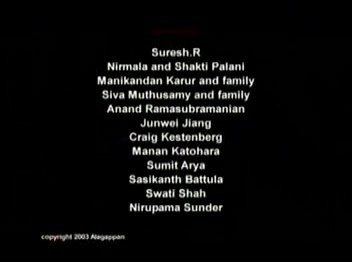 Suresh.R
Nirmala and Shakti Palani
Manikandan Karur and family
Siva Muthusamy and family
Anand Ramasubramanian
Junwei Jiang
Craig Kestenberg
Manan Katohara
Sumit Arya
Sasikanth Battula
Swati Shah
Nirupama Sunder
copyright 2003 Alagappan